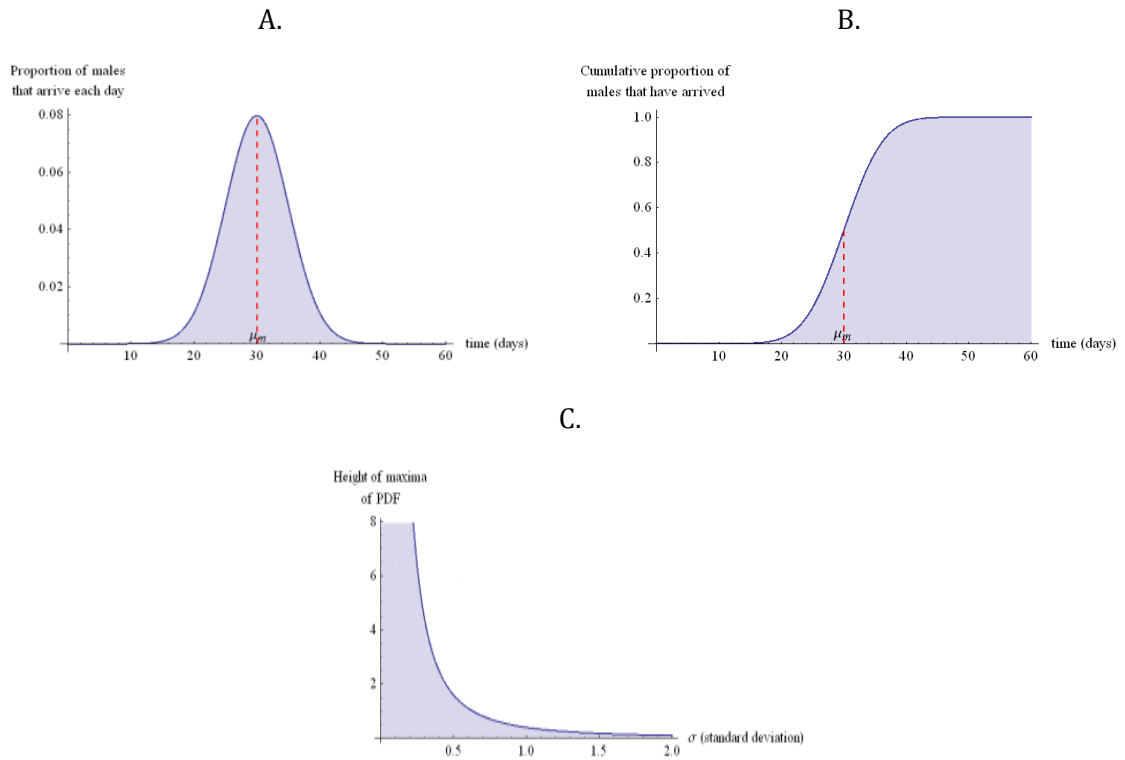 A.
Proportion of males
that arrive each day
0.08
0.06
0.04
0.02
μm
10 20 30 40 50 60
time (days)
B.
Cumulative proportion of
males that have arrived
1.0
0.8
0.6
0.4
0.2
μm
10 20 30 40 50 60
time (days)
C.
Height of maxima
of PDF
8
6
4
2
0.5 1.0 1.5 2.0
σ (standard deviation)